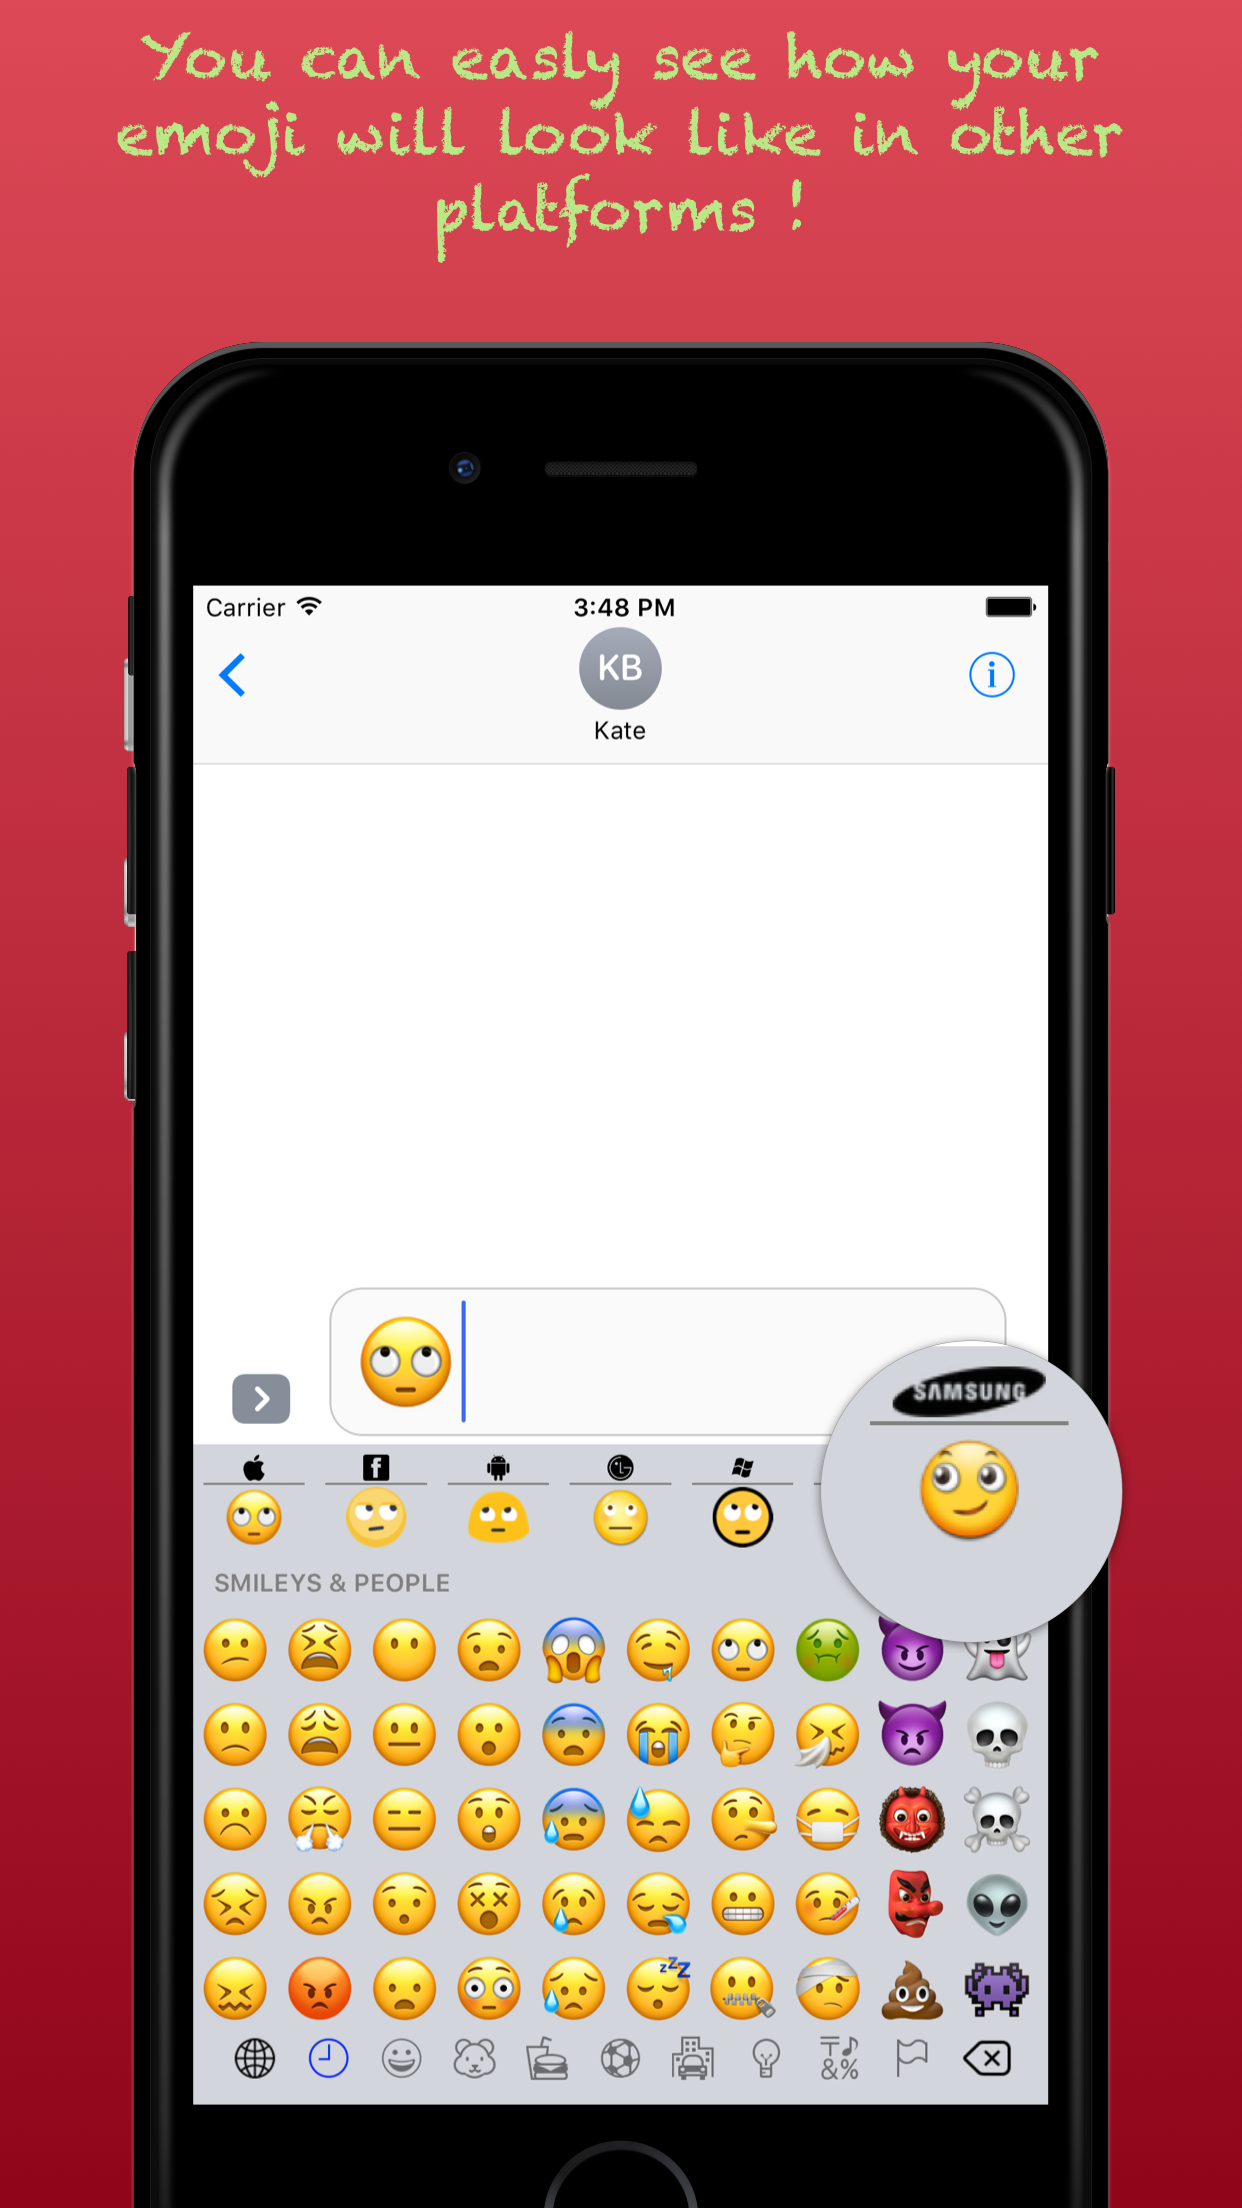 You can easly see how your
emoji will look like in other
platforms !
Carrier
3:48 PM
KB
Kate
SAMSUNG
SMILEYS & PEOPLE